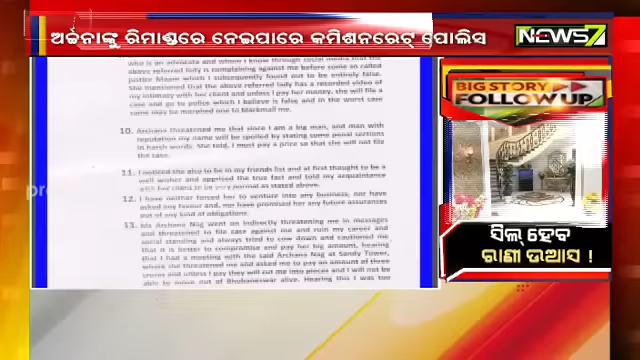 ଅର୍ଚ୍ଚନାଙ୍କୁ ରିମାଣ୍ଡରେ ନେଇପାରେ କମିଶନରେଟ୍ ପୋଲିସ
NEWS7
who is an advocate and whom I know through social media that the
above referred lady is complaining against me before some so called
Justice Moom which I subsequently found out to be entirely false.
She mentioned that the above referred lady has a recorded video of
my intimacy with her client and unless I pay her money, she will file a
case and go to police which I believe is false and in the worst case
some may be morphed one to blackmail me.
10. Archana threatened me that since I am a big man, and man with
reputation my name will be spoiled by stating some penal sections
in harsh words. She told, I must pay a price so that she will not file
the case.
11. I noticed she also to be in my friends list and at first thought to be a
well wisher and apprised the true fact and told my acquaintance
with her client to be very normal as stated above.
12. I have neither forced her to venture into any business, nor have
asked any favour and, nor have promised her any future assurances
out of any kind of obligations.
13. Ms Archana Nag went on indirectly threatening me in messages
and threatened to file case against me and ruin my career and
social standing and always tried to cow down and cautioned me
that it is better to compromise and pay her big amount, hearing
that I had a meeting with the said Archana Nag at Sandy Tower,
where she threatened me and asked me to pay an amount of three
crores and unless I pay they will cut me into pieces and I will not be
able to move out of Bhubaneswar alive. Hearing this I was too
BIG STORY
FOLLOW UP
ସିଲ୍ ହେବ
ରାଣୀ ଉଆସ !